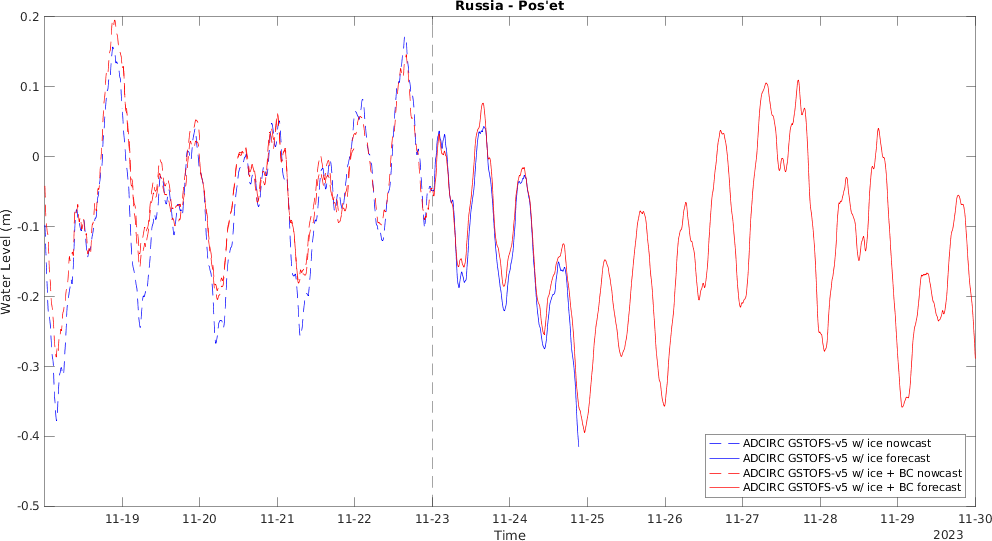 Russia - Pos'et
Water Level (m)
0.2
0.1
0
-0.1
-0.2
-0.3
-0.4
-0.5
11-19 11-20 11-21 11-22 11-23 11-24 11-25 11-26 11-27 11-28 11-29 11-30
Time
2023
ADCIRC GSTOFS-v5 w/ ice nowcast
ADCIRC GSTOFS-v5 w/ ice forecast
ADCIRC GSTOFS-v5 w/ ice + BC nowcast
ADCIRC GSTOFS-v5 w/ ice + BC forecast